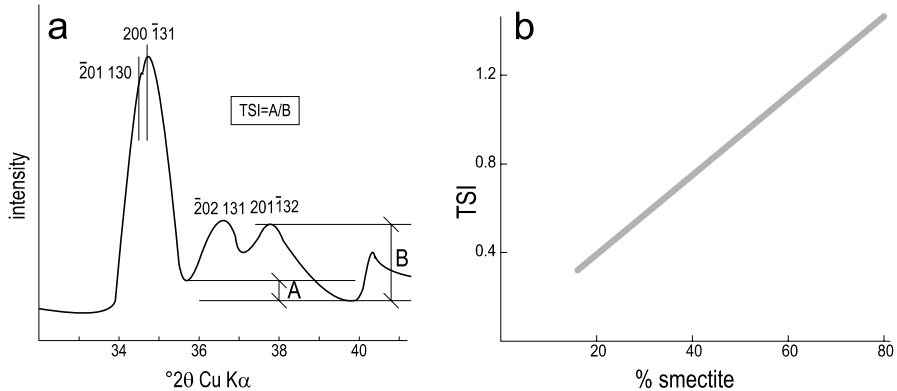 a
200 1̄31
2̄01 130
TSI=A/B
intensity
2̄02 131
201 1̄32
B
A
34
36
38
40
°2θ Cu Kα
b
1.2
0.8
0.4
TSI
20
40
60
80
% smectite